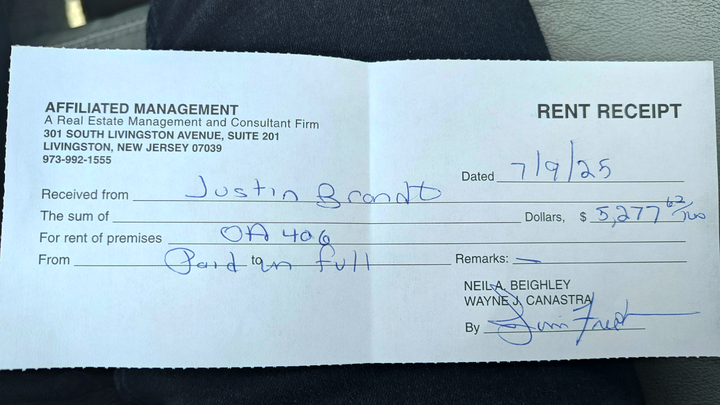 AFFILIATED MANAGEMENT
A Real Estate Management and Consultant Firm
301 SOUTH LIVINGSTON AVENUE, SUITE 201
LIVINGSTON, NEW JERSEY 07039
973-992-1555
RENT RECEIPT
Dated 7/9/25
Received from Justin Brandt
The sum of Dollars, $ 5,277 62/100
For rent of premises OA 406
From Paid to in full Remarks: —
NEIL A. BEIGHLEY
WAYNE J. CANASTRA
By